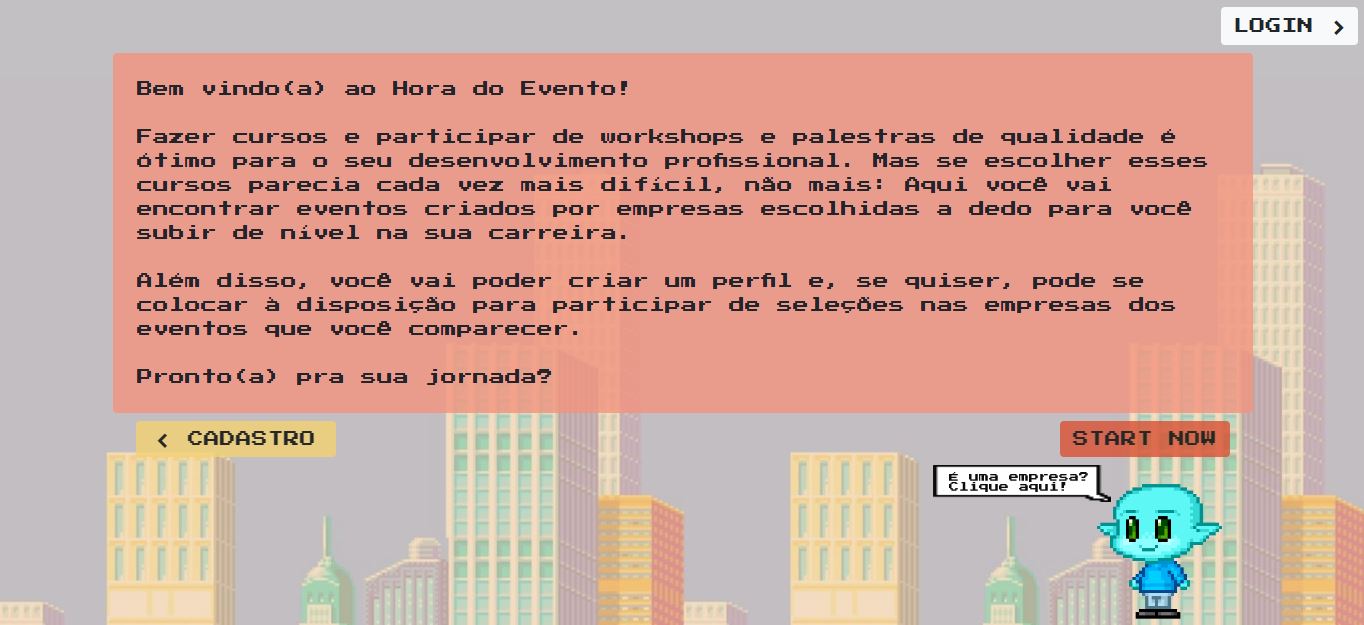 LOGIN
Bem vindo(a) ao Hora do Evento!
Fazer cursos e participar de workshops e palestras de qualidade é
ótimo para o seu desenvolvimento profissional. Mas se escolher esses
cursos parecia cada vez mais difícil, não mais: Aqui você vai
encontrar eventos criados por empresas escolhidas a dedo para você
subir de nível na sua carreira.
Além disso, você vai poder criar um perfil e, se quiser, pode se
colocar à disposição para participar de seleções nas empresas dos
eventos que você comparecer.
Pronto(a) pra sua jornada?
CADASTRO
START NOW
É uma empresa?
Clique aqui!